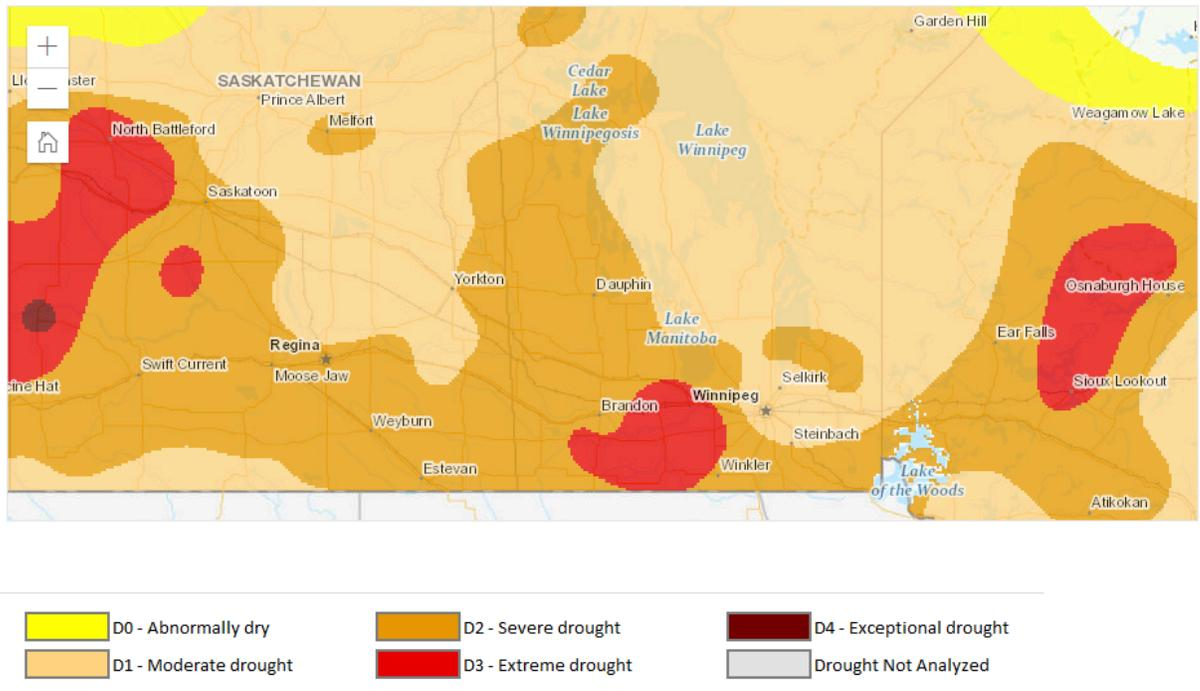 Garden Hill
SASKATCHEWAN
Prince Albert
Cedar
Lake
Lake
Winnipegosis
Lake
Winnipeg
Weagamow Lake
North Battleford
Melfort
Saskatoon
Yorkton
Dauphin
Osnaburgh House
Lake
Manitoba
Ear Falls
Regina
Swift Current
Moose Jaw
cine Hat
Selkirk
Sioux Lookout
Winnipeg
Brandon
Weyburn
Steinbach
Estevan
Winkler
Lake
of the Woods
Atikokan
D0 - Abnormally dry
D2 - Severe drought
D4 - Exceptional drought
D1 - Moderate drought
D3 - Extreme drought
Drought Not Analyzed